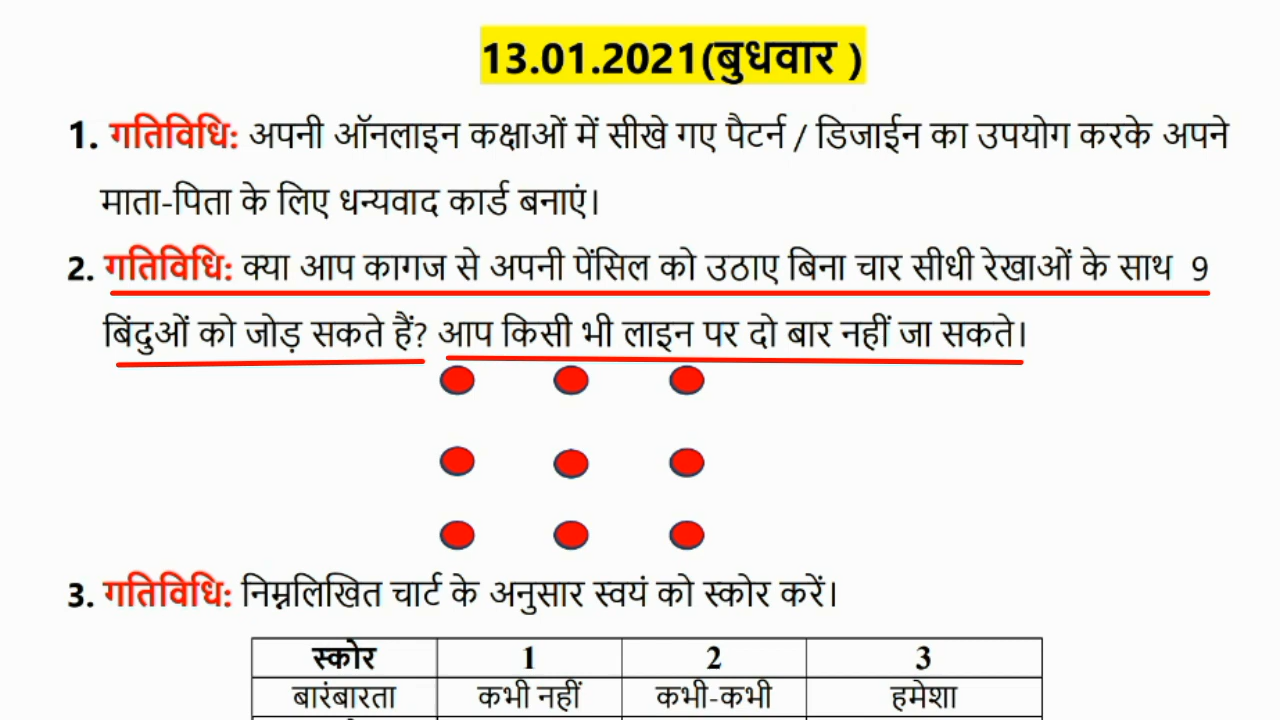 13.01.2021(बुधवार )
1. गतिविधि: अपनी ऑनलाइन कक्षाओं में सीखे गए पैटर्न / डिजाईन का उपयोग करके अपने
माता-पिता के लिए धन्यवाद कार्ड बनाएं।
2. गतिविधि: क्या आप कागज से अपनी पेंसिल को उठाए बिना चार सीधी रेखाओं के साथ 9
बिंदुओं को जोड़ सकते हैं? आप किसी भी लाइन पर दो बार नहीं जा सकते।
3. गतिविधि: निम्नलिखित चार्ट के अनुसार स्वयं को स्कोर करें।
स्कोर 1 2 3
बारंबारता कभी नहीं कभी-कभी हमेशा